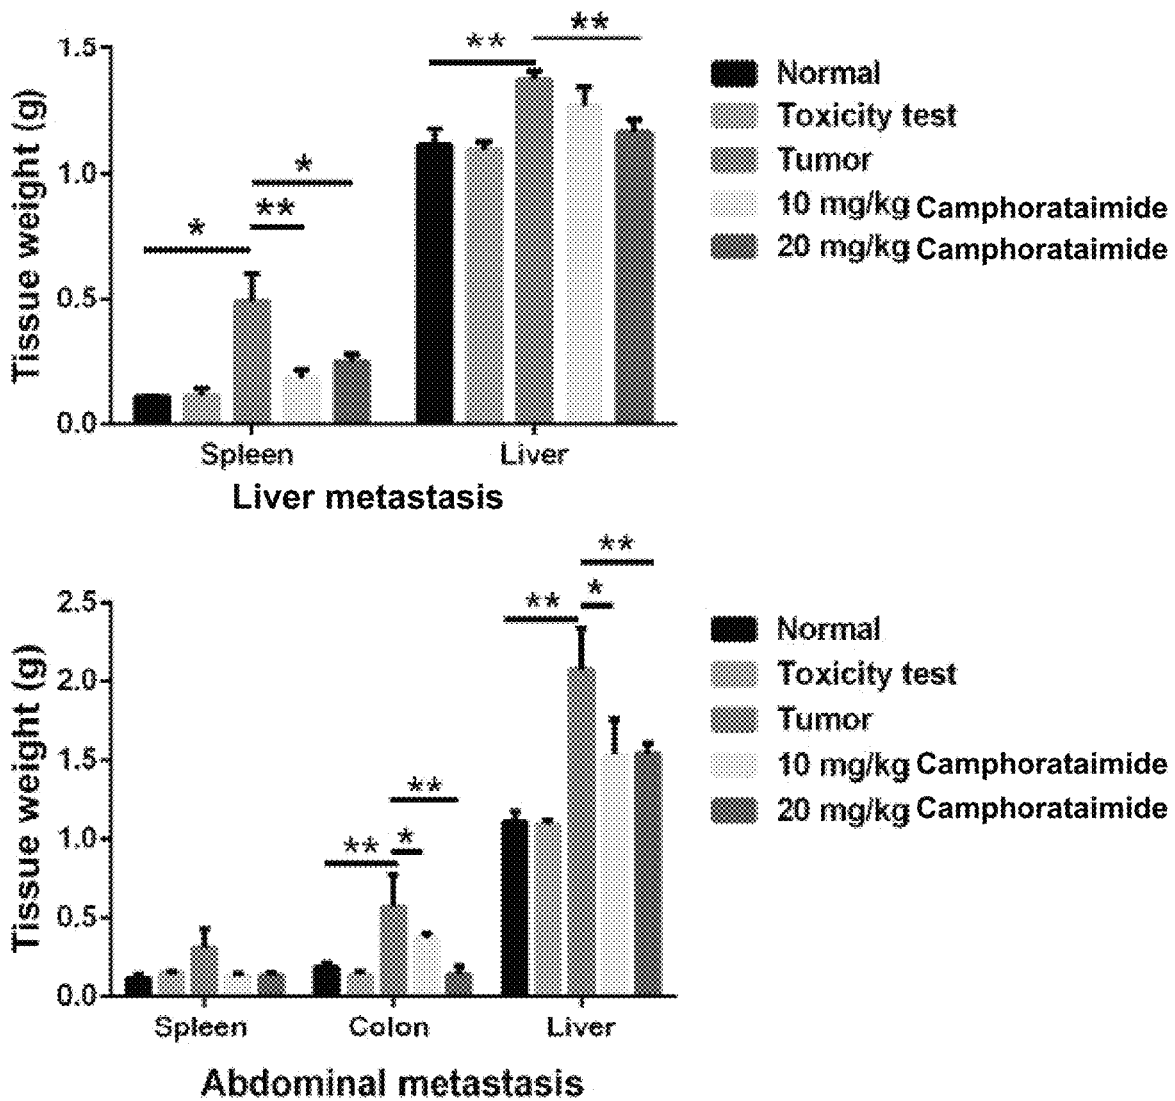 Tissue weight (g)
1.5
1.0
0.5
0.0
*
**
*
**
**
Spleen
Liver
Liver metastasis
Normal
Toxicity test
Tumor
10 mg/kg Camphorataimide
20 mg/kg Camphorataimide
Tissue weight (g)
2.5
2.0
1.5
1.0
0.5
0.0
**
*
**
**
*
**
Spleen
Colon
Liver
Abdominal metastasis
Normal
Toxicity test
Tumor
10 mg/kg Camphorataimide
20 mg/kg Camphorataimide